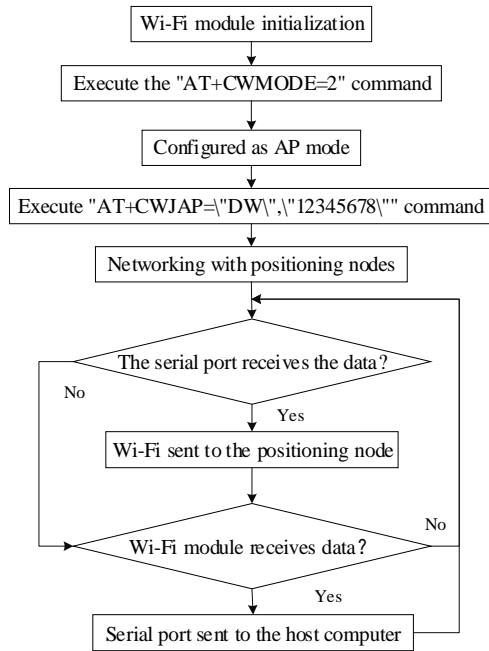 Wi-Fi module initialization
Execute the "AT+CWMODE=2" command
Configured as AP mode
Execute "AT+CWJAP=\"DW\",\"12345678\"" command
Networking with positioning nodes
The serial port receives the data?
No
Yes
Wi-Fi sent to the positioning node
Wi-Fi module receives data?
No
Yes
Serial port sent to the host computer